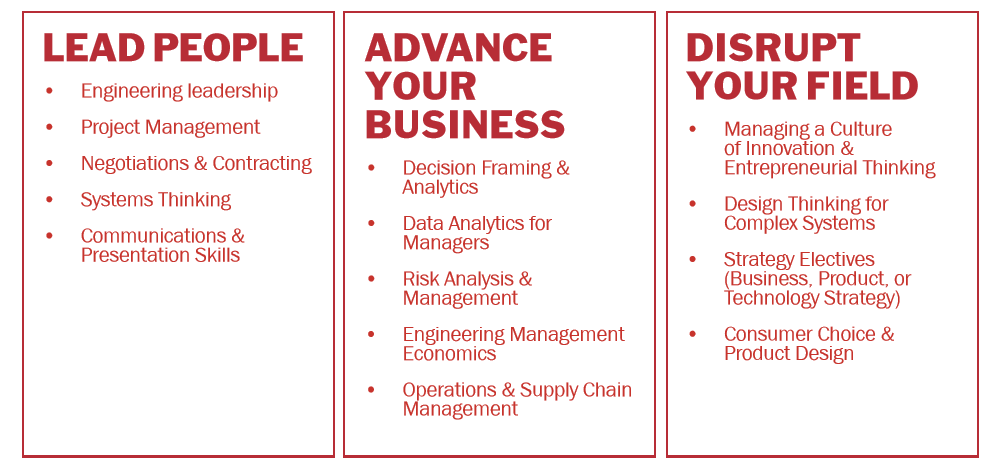 LEAD PEOPLE
• Engineering leadership
• Project Management
• Negotiations & Contracting
• Systems Thinking
• Communications &
Presentation Skills
ADVANCE
YOUR
BUSINESS
• Decision Framing &
Analytics
• Data Analytics for
Managers
• Risk Analysis &
Management
• Engineering Management
Economics
• Operations & Supply Chain
Management
DISRUPT
YOUR FIELD
• Managing a Culture
of Innovation &
Entrepreneurial Thinking
• Design Thinking for
Complex Systems
• Strategy Electives
(Business, Product, or
Technology Strategy)
• Consumer Choice &
Product Design